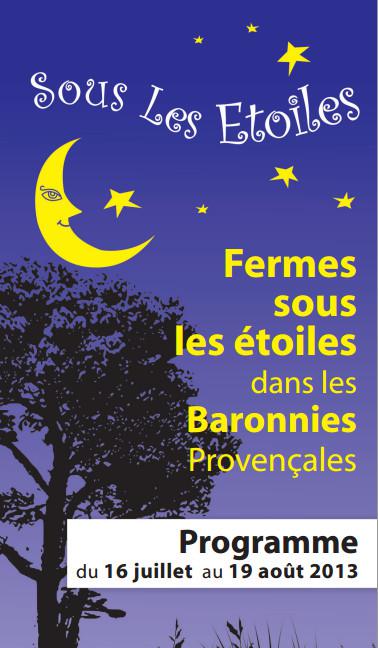 Sous Les Etoiles
Fermes
sous
les étoiles
dans les
Baronnies
Provençales
Programme
du 16 juillet au 19 août 2013